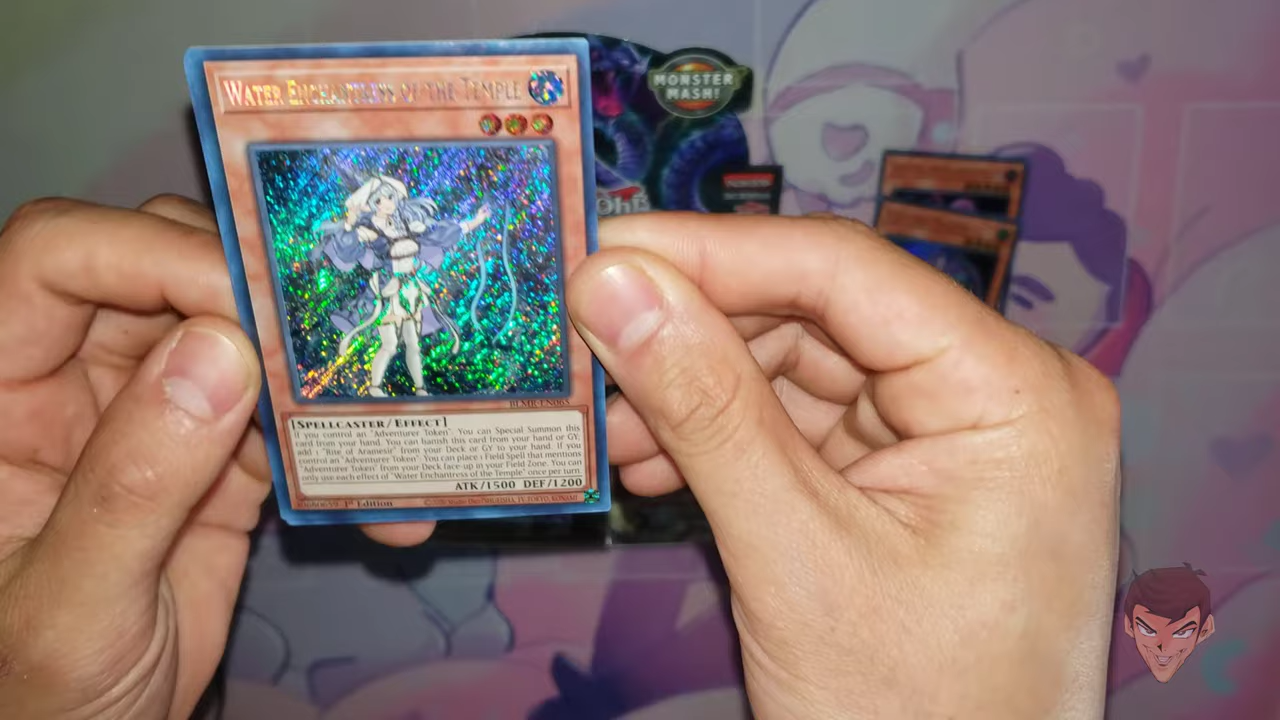 WATER ENCHANTRESS OF THE TEMPLE
MONSTER
MASH!
BLMR-EN065
[SPELLCASTER/EFFECT]
If you control an "Adventurer Token": You can Special Summon this
card from your hand. You can banish this card from your hand or GY;
add 1 "Rite of Aramesir" from your Deck or GY to your hand. If you
control an "Adventurer Token": You can place 1 Field Spell that mentions
"Adventurer Token" from your Deck face-up in your Field Zone. You can
only use each effect of "Water Enchantress of the Temple" once per turn.
ATK/1500 DEF/1200
1st Edition